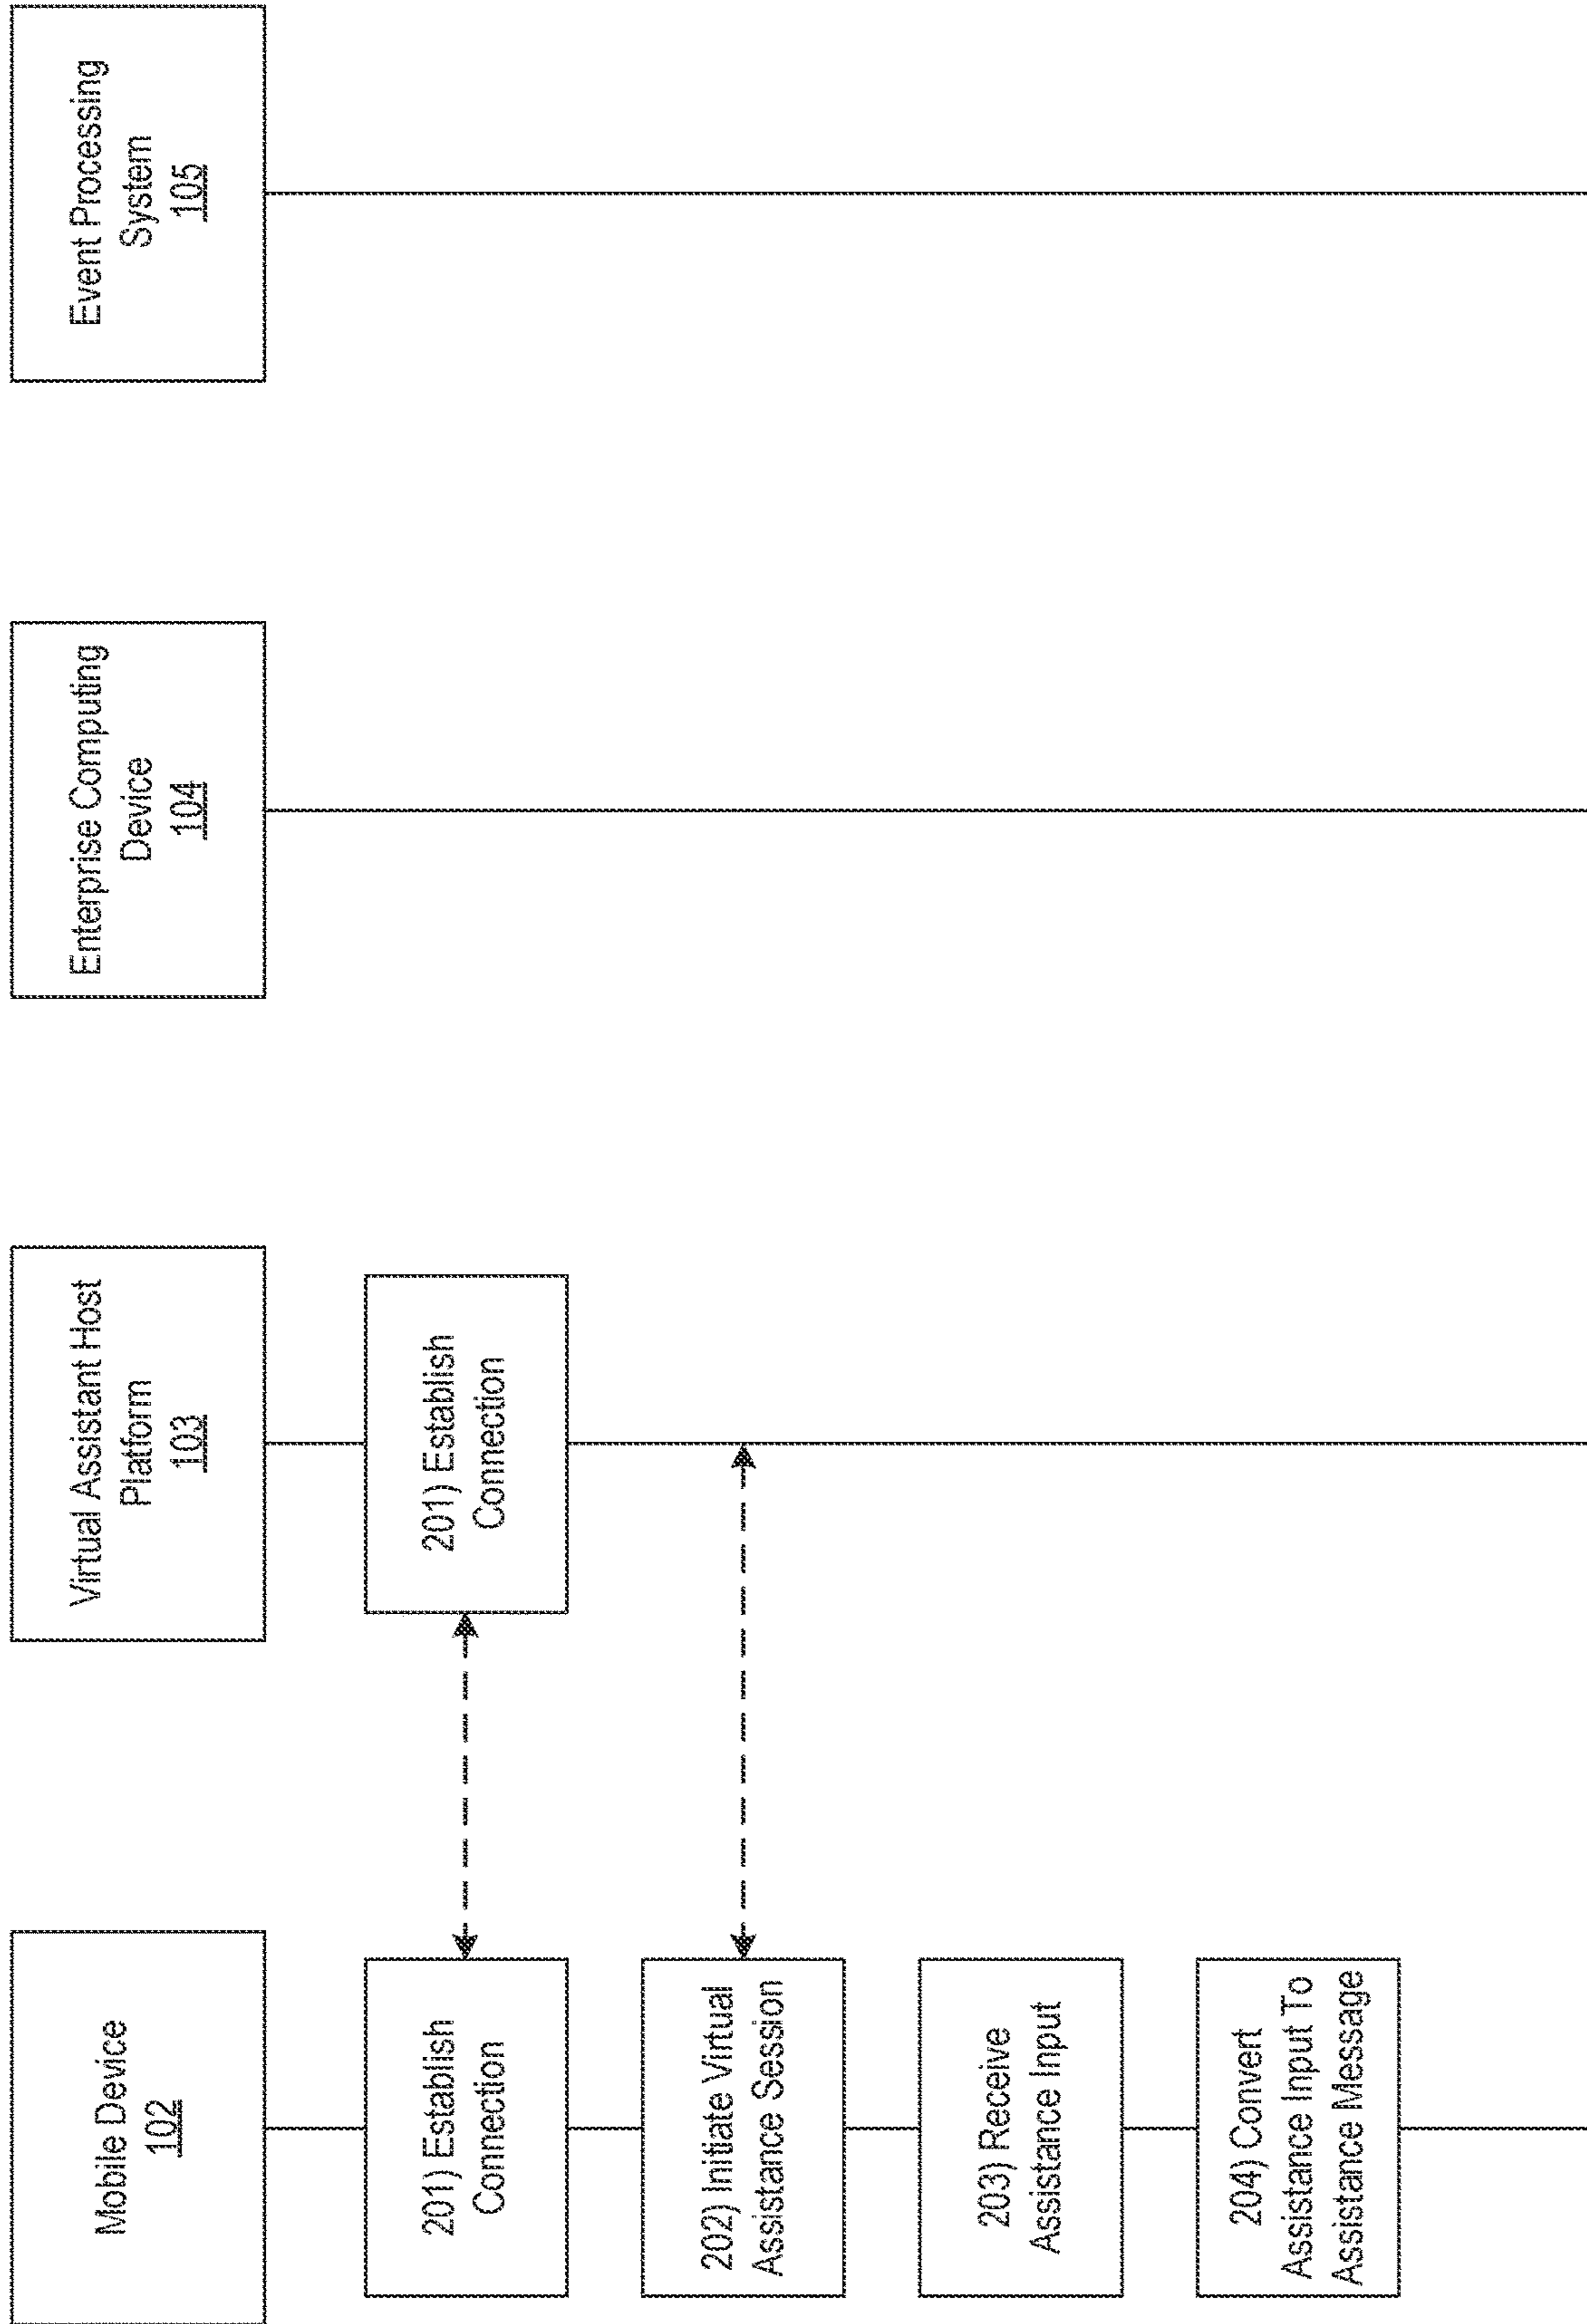 Mobile Device
102
Virtual Assistant Host
Platform
103
Enterprise Computing
Device
104
Event Processing
System
105
201) Establish
Connection
201) Establish
Connection
202) Initiate Virtual
Assistance Session
203) Receive
Assistance Input
204) Convert
Assistance Input To
Assistance Message